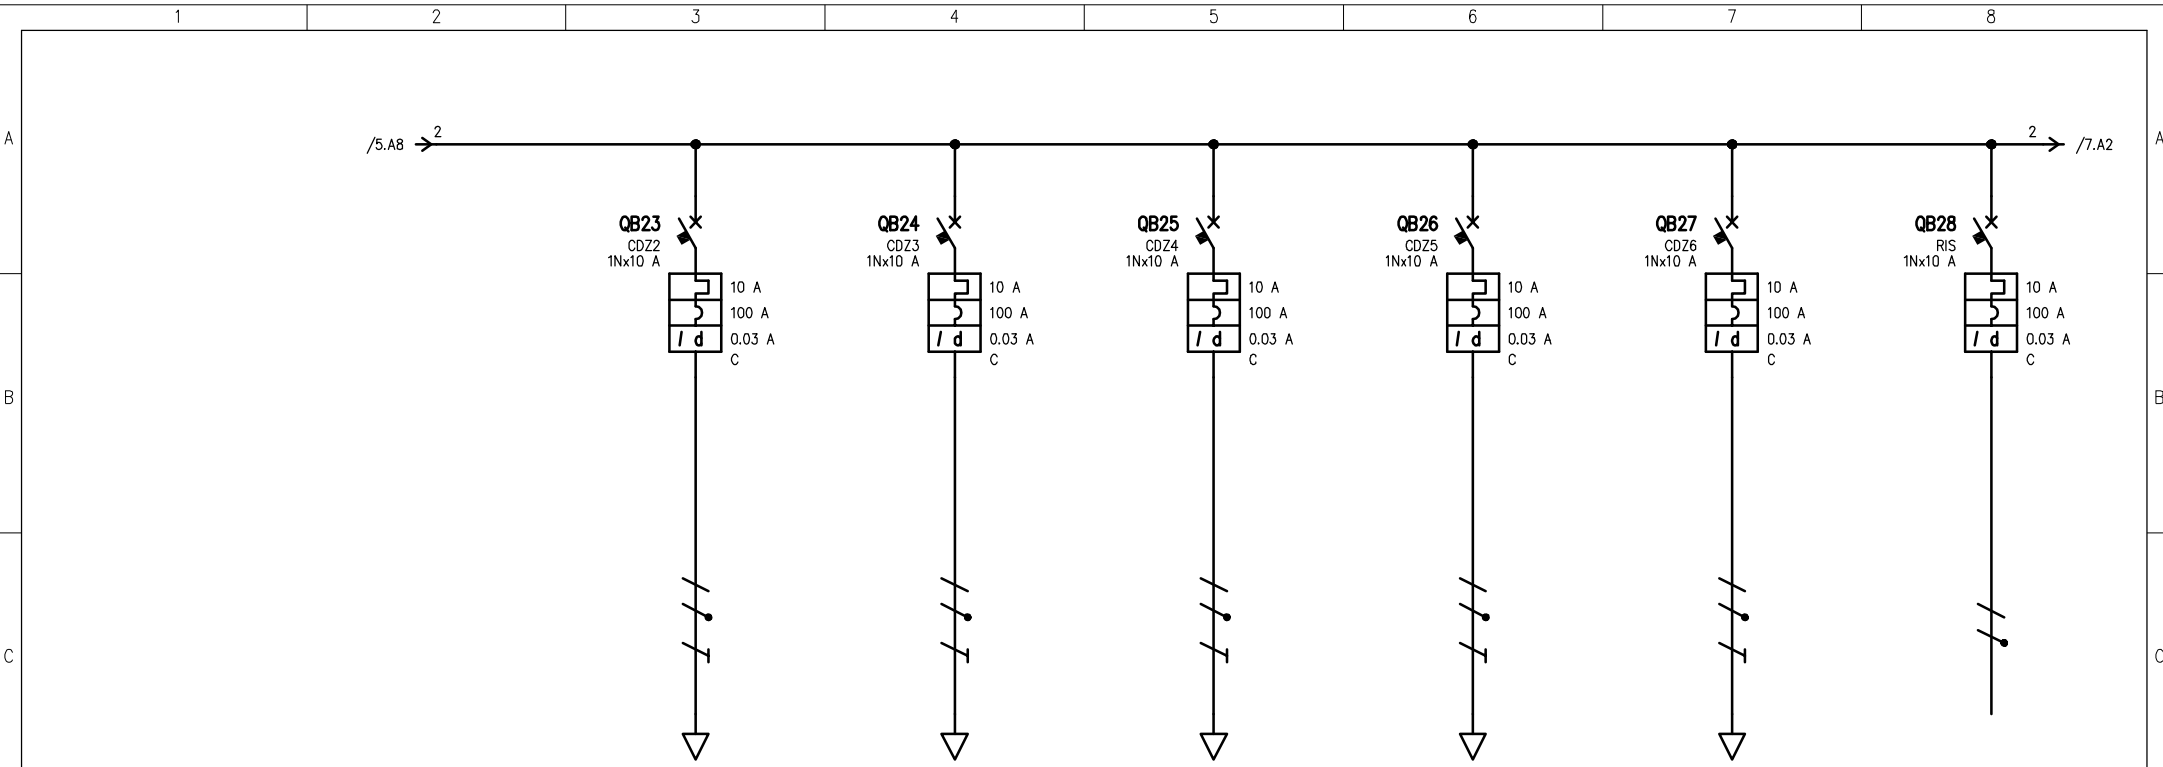 1 2 3 4 5 6 7 8
A A
/5.A8 2 2 /7.A2
QB23 QB24 QB25 QB26 QB27 QB28
CDZ2 CDZ3 CDZ4 CDZ5 CDZ6 RIS
1Nx10 A 1Nx10 A 1Nx10 A 1Nx10 A 1Nx10 A 1Nx10 A
10 A 10 A 10 A 10 A 10 A 10 A
100 A 100 A 100 A 100 A 100 A 100 A
I d 0.03 A I d 0.03 A I d 0.03 A I d 0.03 A I d 0.03 A I d 0.03 A
C C C C C C
B B
C C